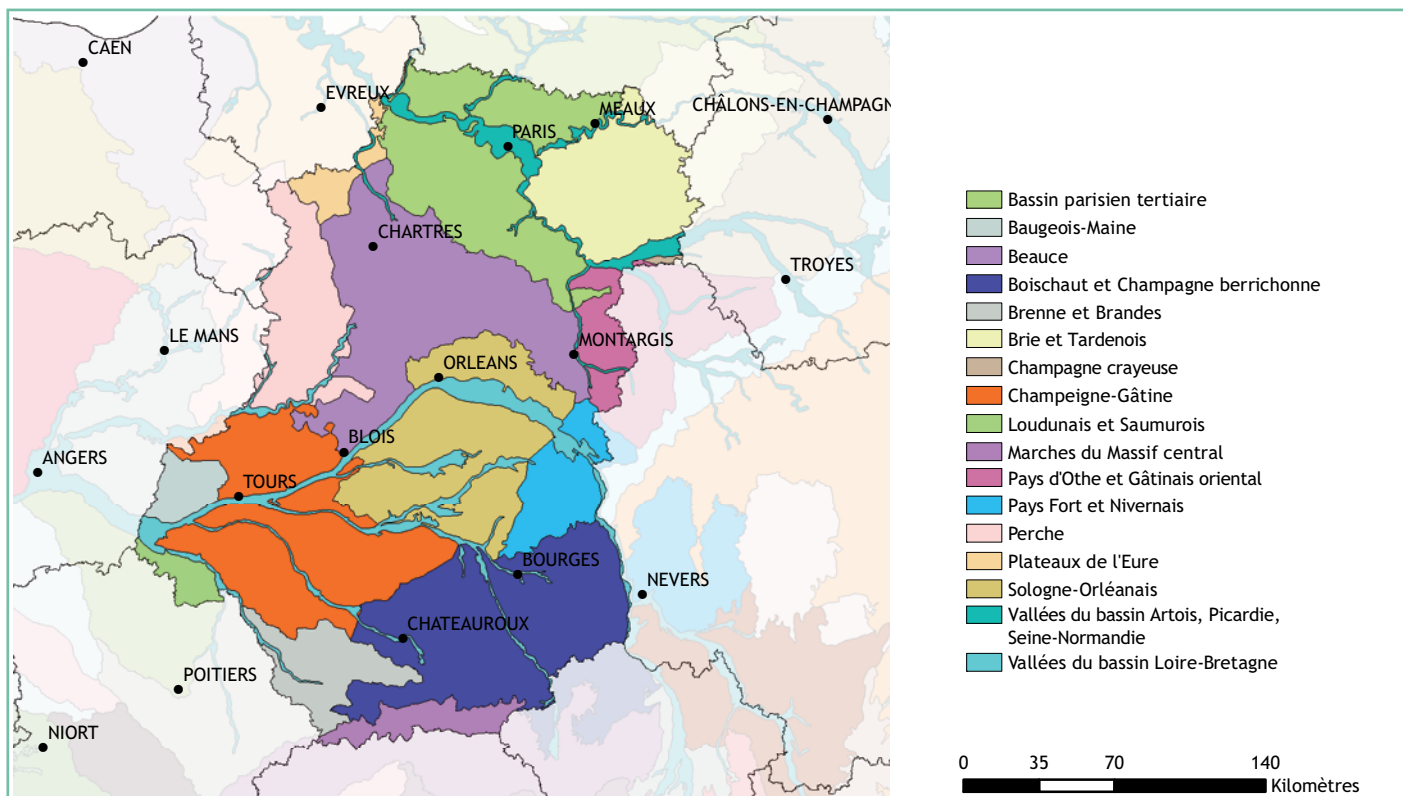 CAEN
EVREUX
MEAUX
CHÂLONS-EN-CHAMPAGN
PARIS
CHARTRES
TROYES
LE MANS
MONTARGIS
ORLEANS
BLOIS
ANGERS
TOURS
BOURGES
NEVERS
CHATEAUROUX
POITIERS
NIORT
Bassin parisien tertiaire
Baugeois-Maine
Beauce
Boischaut et Champagne berrichonne
Brenne et Brandes
Brie et Tardenois
Champagne crayeuse
Champeigne-Gâtine
Loudunais et Saumurois
Marches du Massif central
Pays d'Othe et Gâtinais oriental
Pays Fort et Nivernais
Perche
Plateaux de l'Eure
Sologne-Orléanais
Vallées du bassin Artois, Picardie,
Seine-Normandie
Vallées du bassin Loire-Bretagne
0 35 70 140
Kilomètres